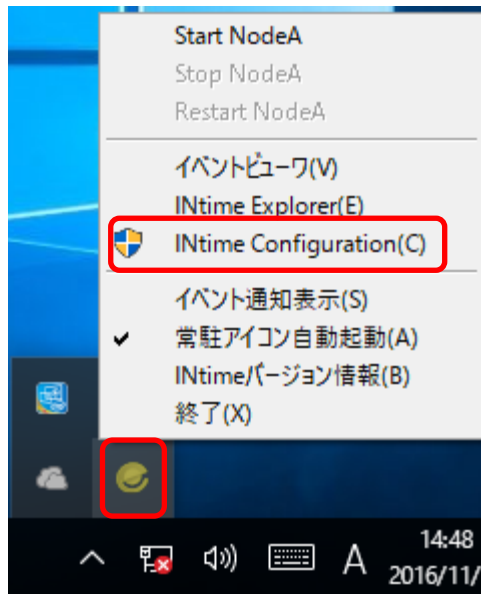 Start NodeA
Stop NodeA
Restart NodeA
イベントビューワ(V)
INtime Explorer(E)
INtime Configuration(C)
イベント通知表示(S)
常駐アイコン自動起動(A)
INtimeバージョン情報(B)
終了(X)
A
14:48
2016/11/